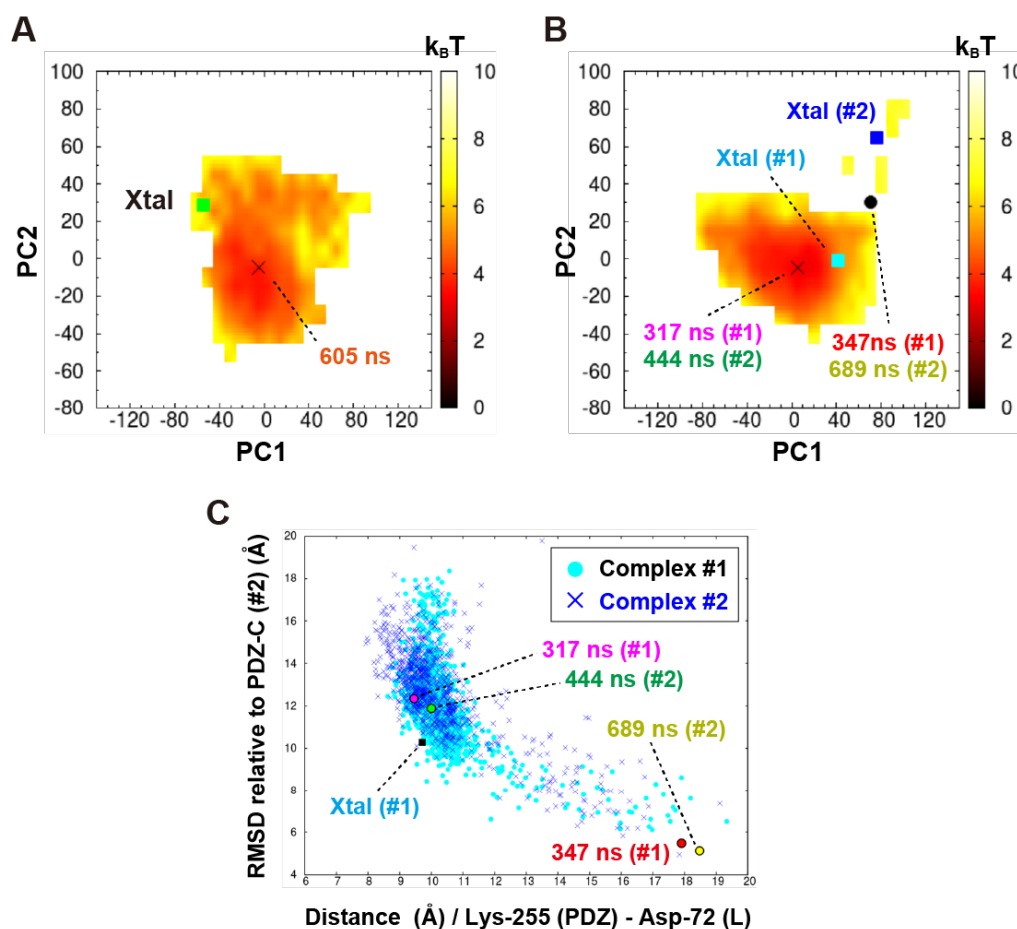 A
B
kBT
kBT
100
80
60
40
20
0
-20
-40
-60
-80
PC2
Xtal
605 ns
-120
-80
-40
0
40
80
120
PC1
10
8
6
4
2
0
100
80
60
40
20
0
-20
-40
-60
-80
PC2
Xtal (#2)
Xtal (#1)
317 ns (#1)
444 ns (#2)
347ns (#1)
689 ns (#2)
-120
-80
-40
0
40
80
120
PC1
10
8
6
4
2
0
C
RMSD relative to PDZ-C (#2) (Å)
20
18
16
14
12
10
8
6
4
Complex #1
Complex #2
317 ns (#1)
444 ns (#2)
689 ns (#2)
Xtal (#1)
347 ns (#1)
6 7 8 9 10 11 12 13 14 15 16 17 18 19 20
Distance (Å) / Lys-255 (PDZ) - Asp-72 (L)